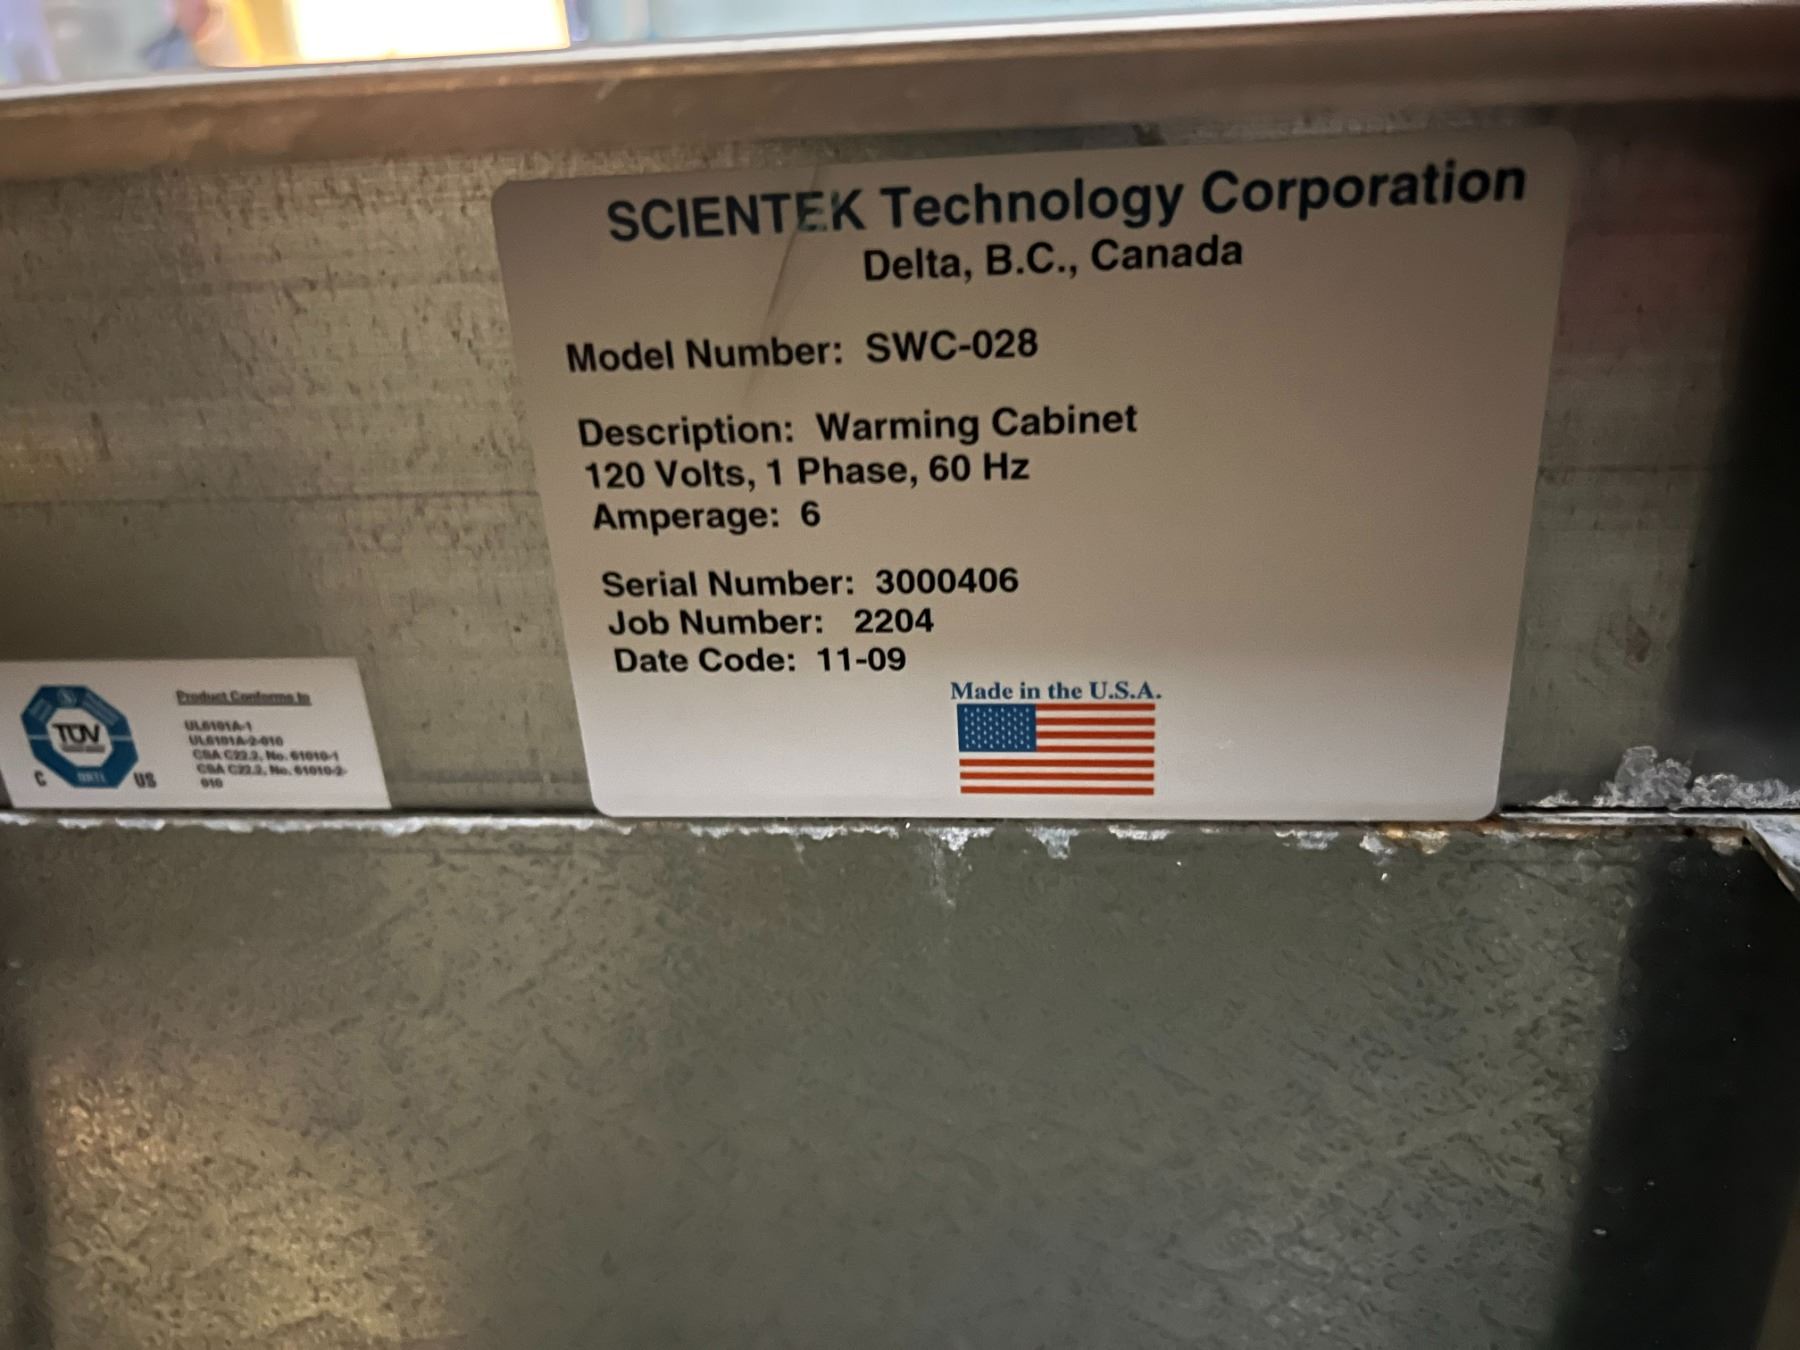 SCIENTEK Technology Corporation
Delta, B.C., Canada
Model Number: SWC-028
Description: Warming Cabinet
120 Volts, 1 Phase, 60 Hz
Amperage: 6
Serial Number: 3000406
Job Number: 2204
Date Code: 11-09
Made in the U.S.A.
TÜV
C US
Product Conforms to
UL6101A-1
UL6101A-2-010
CSA C22.2, No. 61010-1
CSA C22.2, No. 61010-2-
010